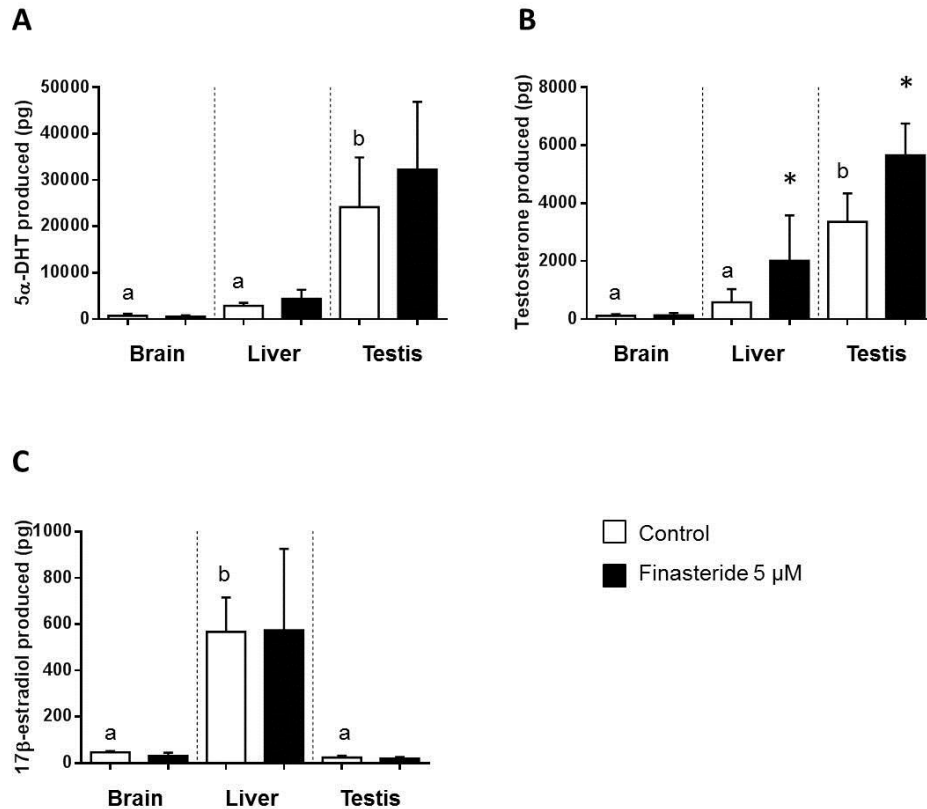 A
B
5α-DHT produced (pg)
50000
40000
30000
20000
10000
0
a
a
b
Brain Liver Testis
Testosterone produced (pg)
8000
6000
4000
2000
0
a
a
*
b
*
Brain Liver Testis
C
17β-estradiol produced (pg)
1000
800
600
400
200
0
a
b
a
Brain Liver Testis
Control
Finasteride 5 µM